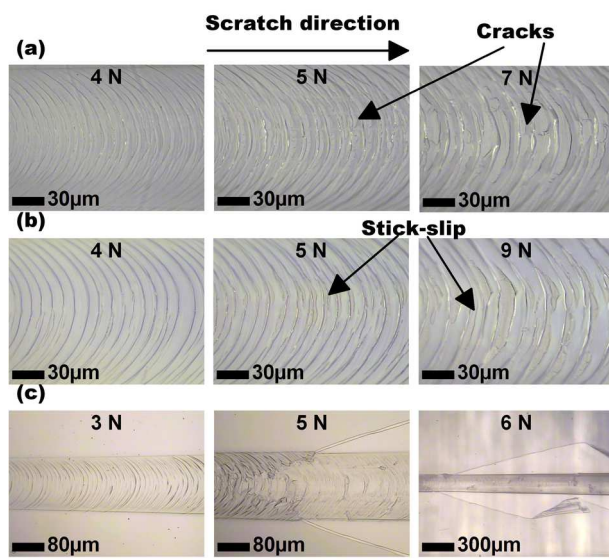 Scratch direction
(a)
Cracks
4 N
5 N
7 N
30µm
30µm
30µm
(b)
Stick-slip
4 N
5 N
9 N
30µm
30µm
30µm
(c)
3 N
5 N
6 N
80µm
80µm
300µm